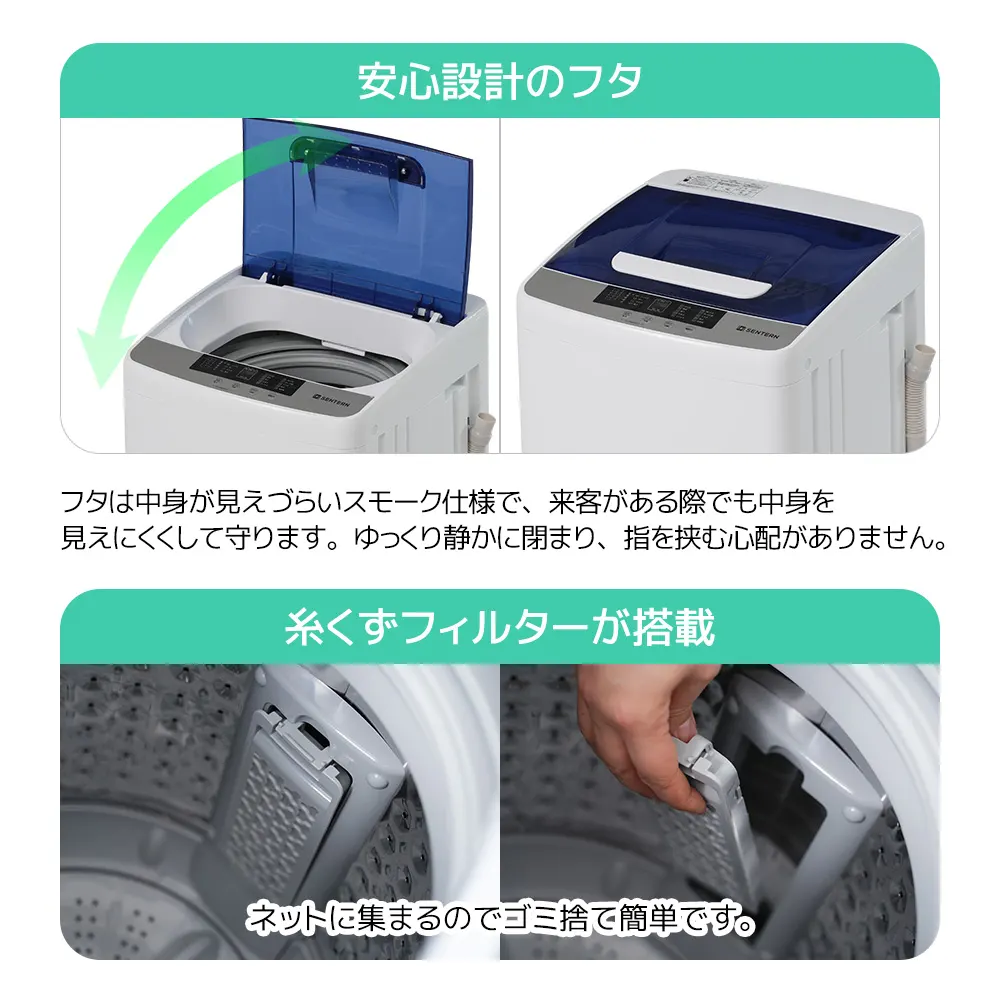 安心設計のフタ
SENTERN
SENTERN
フタは中身が見えづらいスモーク仕様で、来客がある際でも中身を
見えにくくして守ります。ゆっくり静かに閉まり、指を挟む心配がありません。
糸くずフィルターが搭載
ネットに集まるのでゴミ捨て簡単です。